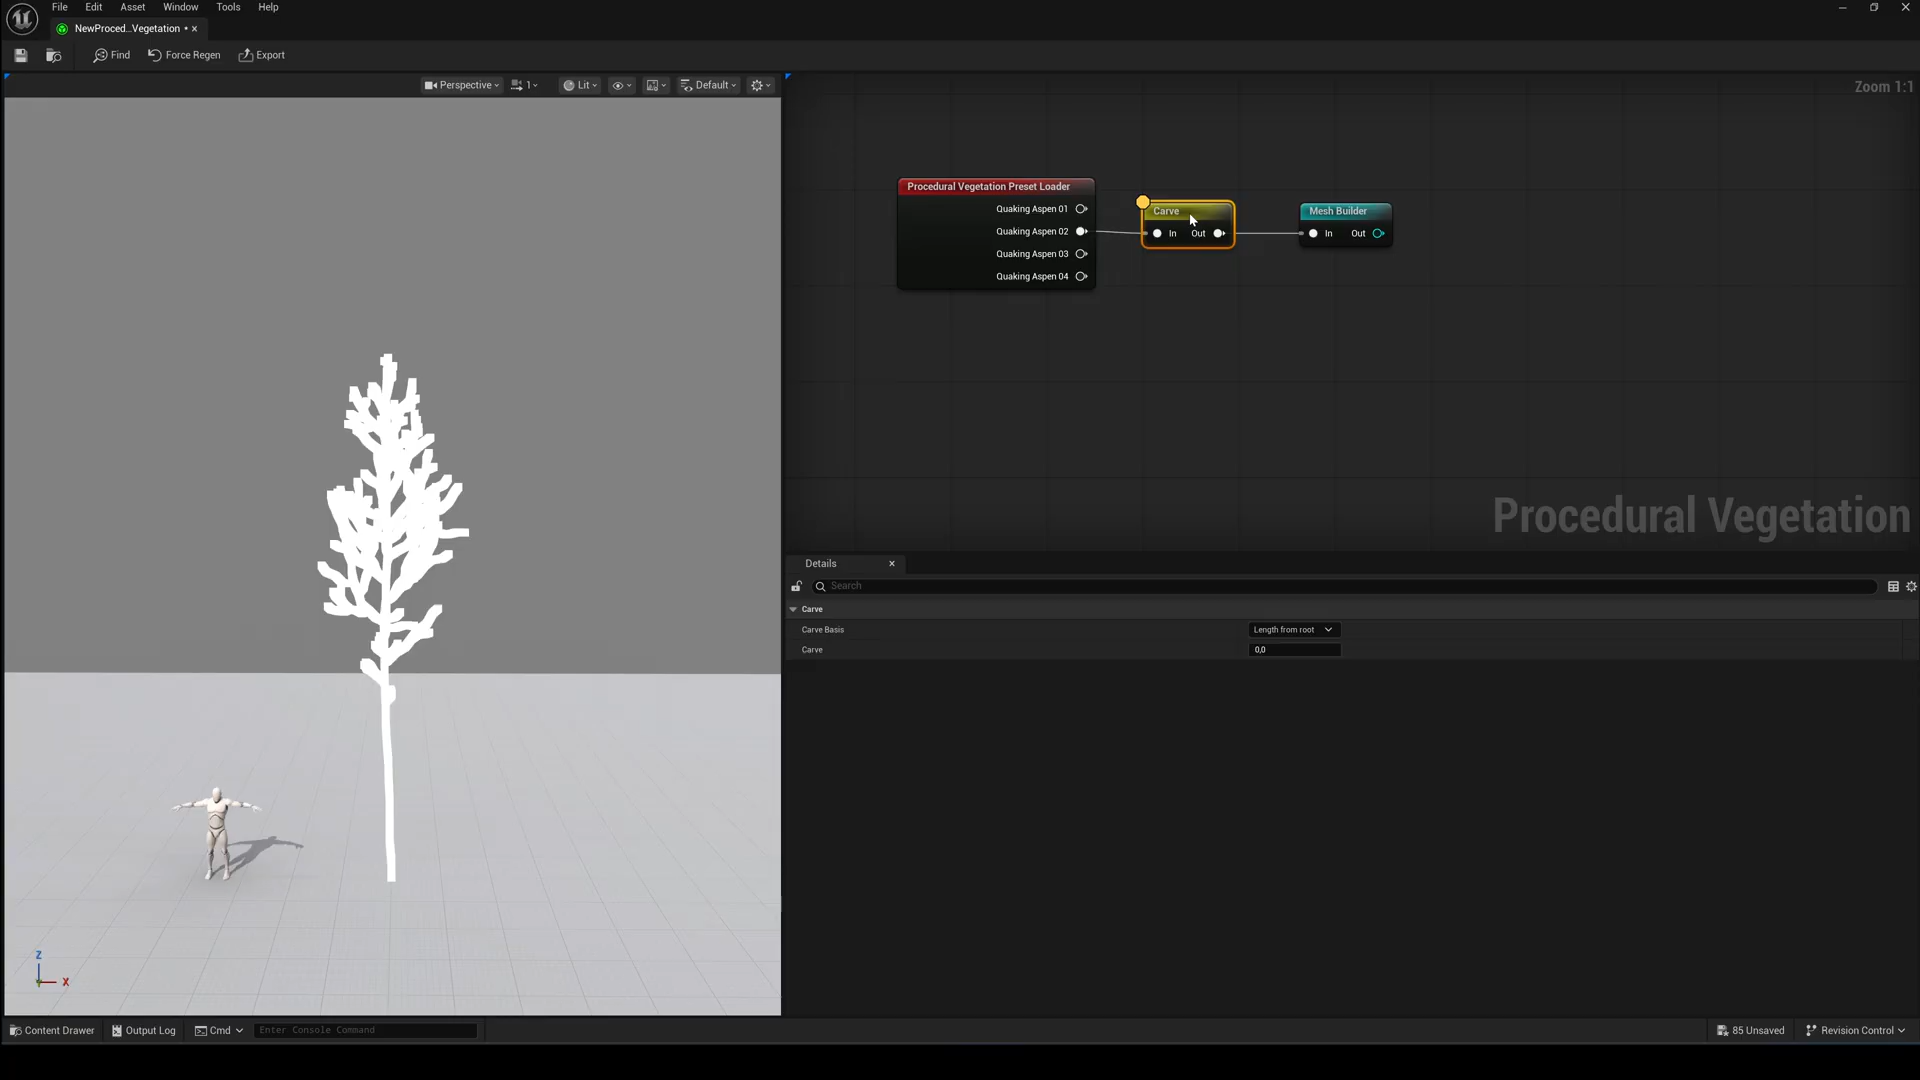 File Edit Asset Window Tools Help
NewProced...Vegetation • ×
Find Force Regen Export
Perspective 1 Lit Default
Zoom 1:1
Procedural Vegetation Preset Loader
Quaking Aspen 01
Quaking Aspen 02
Quaking Aspen 03
Quaking Aspen 04
Carve
In Out
Mesh Builder
In Out
Procedural Vegetation
Details ×
Search
Carve
Carve Basis Length from root
Carve 0,0
Z
X
Content Drawer Output Log Cmd Enter Console Command 85 Unsaved Revision Control